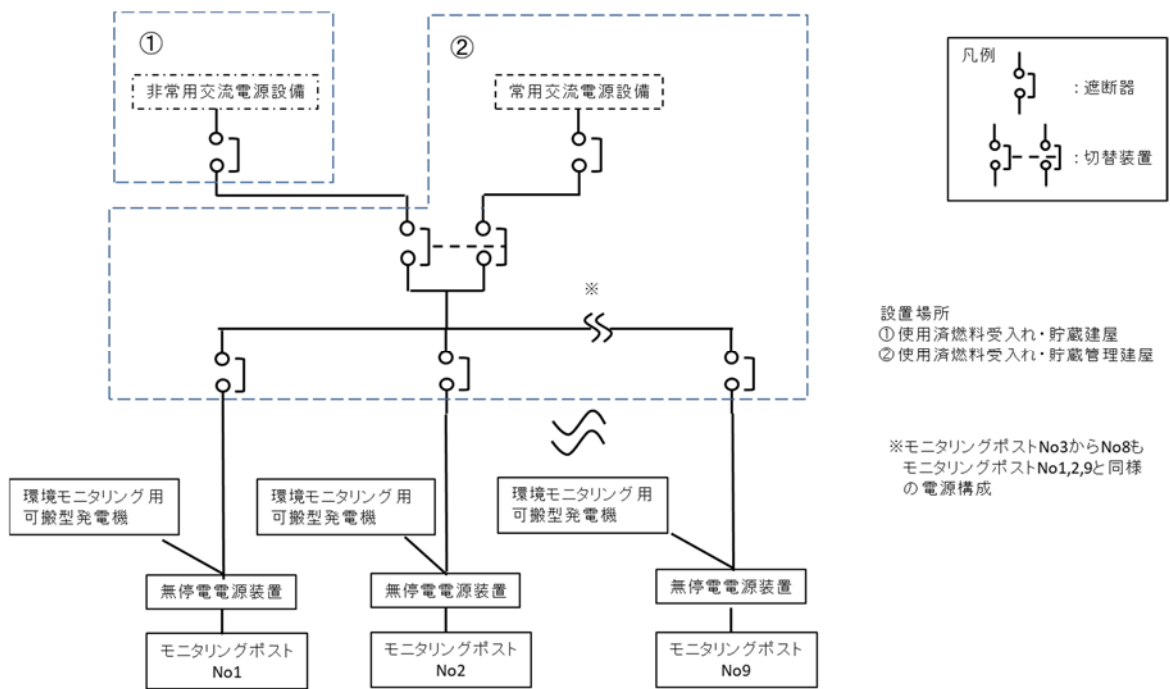 ①
②
非常用交流電源設備
常用交流電源設備
凡例
：遮断器
：切替装置
※
設置場所
①使用済燃料受入れ・貯蔵建屋
②使用済燃料受入れ・貯蔵管理建屋
※モニタリングポストNo3からNo8も
モニタリングポストNo1,2,9と同様
の電源構成
環境モニタリング用
可搬型発電機
環境モニタリング用
可搬型発電機
環境モニタリング用
可搬型発電機
無停電電源装置
無停電電源装置
無停電電源装置
モニタリングポスト
No1
モニタリングポスト
No2
モニタリングポスト
No9